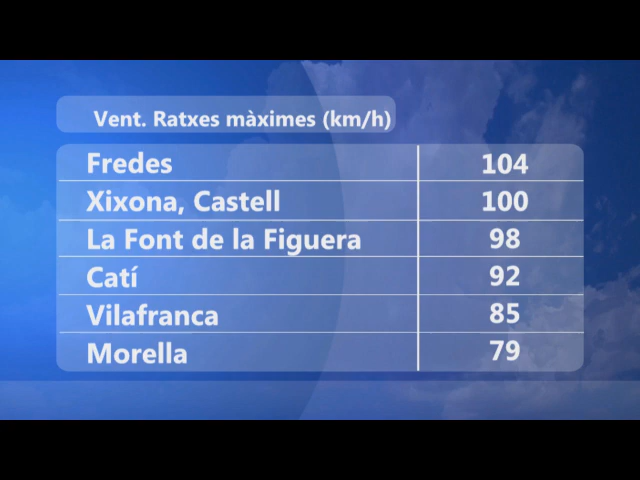 Vent. Ratxes màximes (km/h)
Fredes 104
Xixona, Castell 100
La Font de la Figuera 98
Catí 92
Vilafranca 85
Morella 79